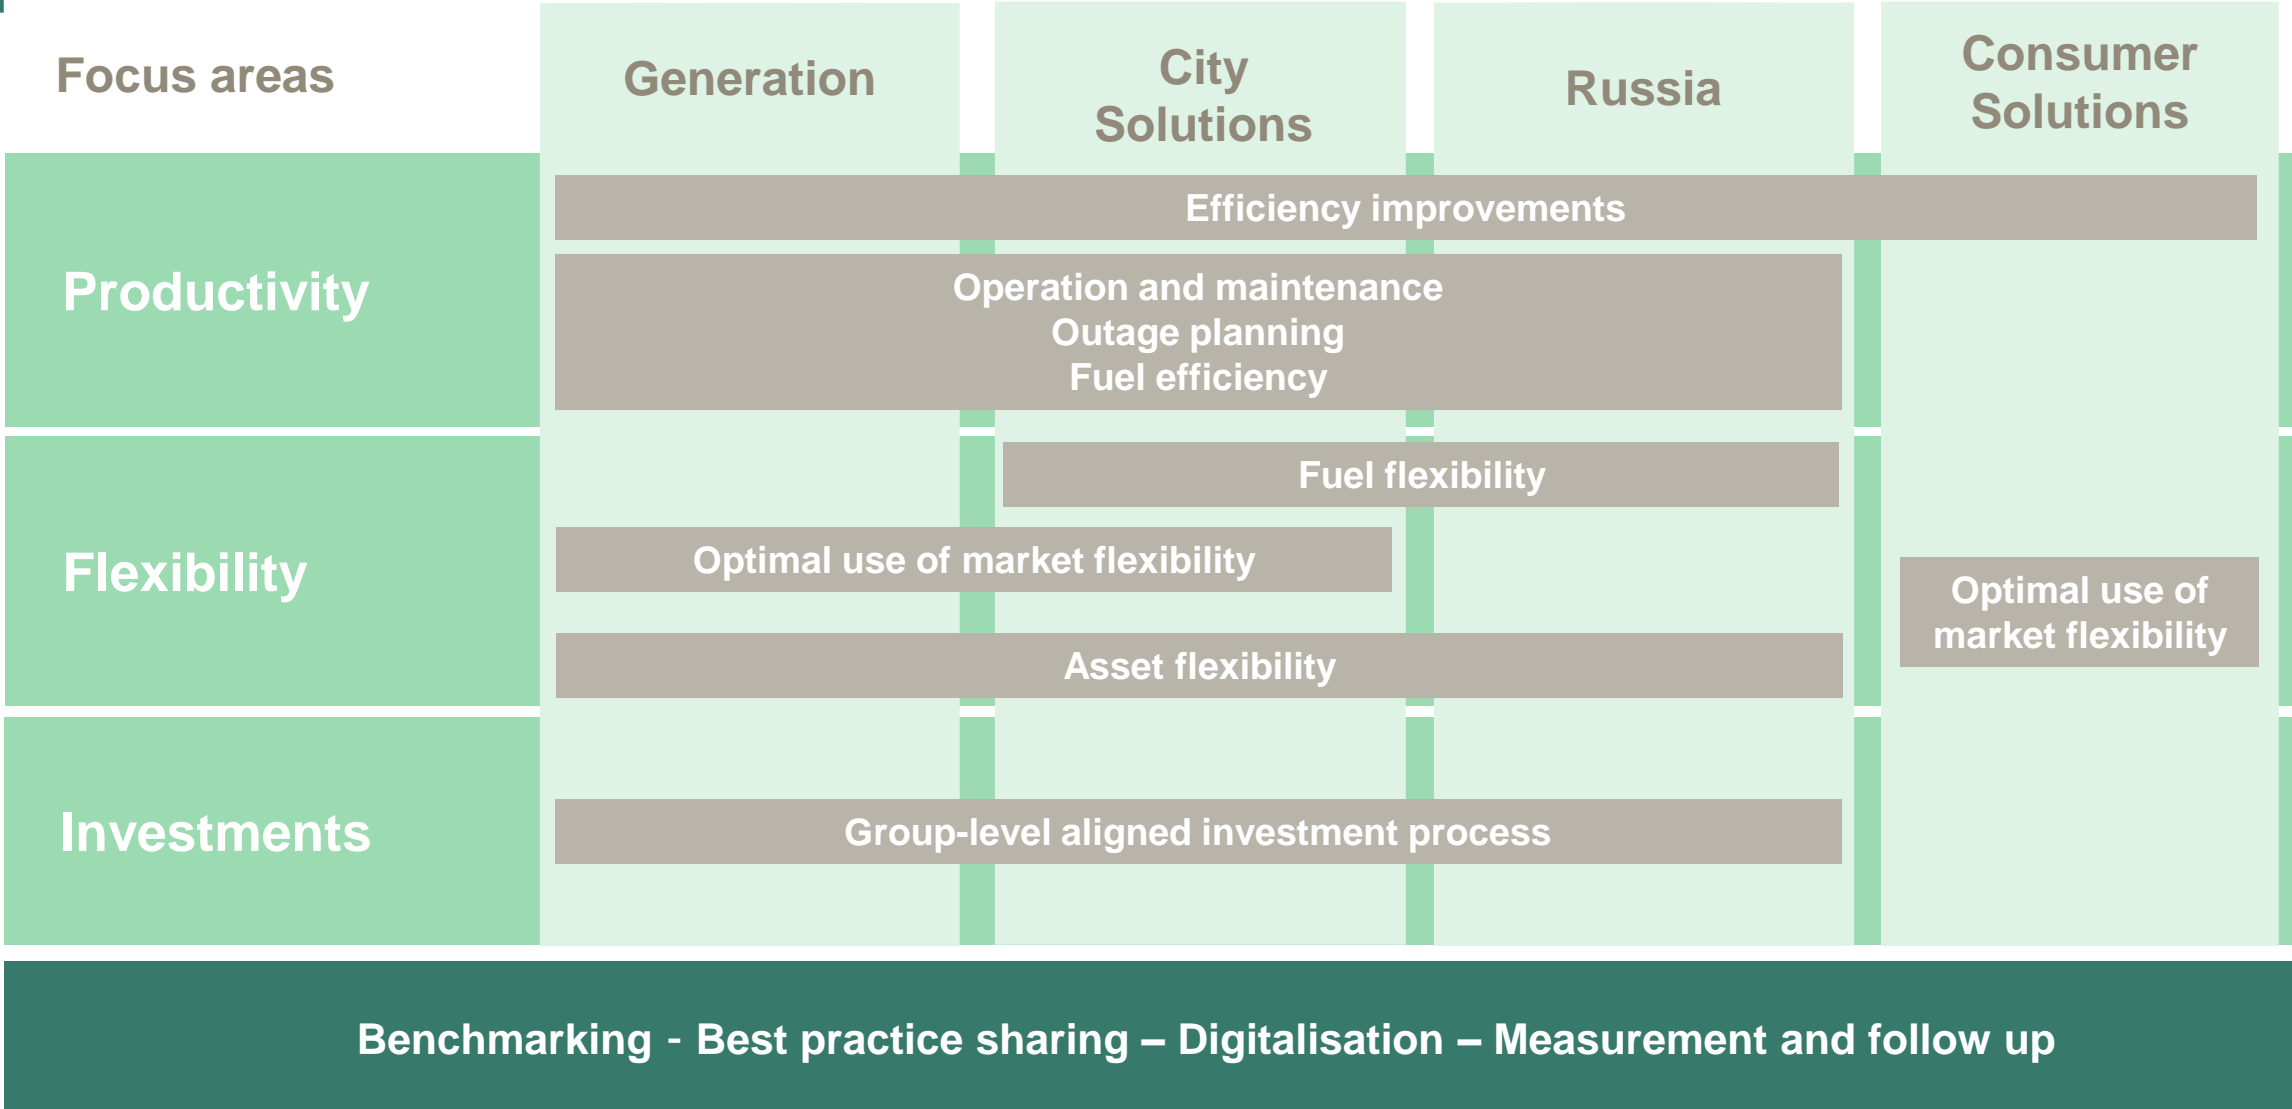 Focus areas
Generation
City
Solutions
Russia
Consumer
Solutions
Productivity
Efficiency improvements
Operation and maintenance
Outage planning
Fuel efficiency
Flexibility
Fuel flexibility
Optimal use of market flexibility
Optimal use of
market flexibility
Asset flexibility
Investments
Group-level aligned investment process
Benchmarking - Best practice sharing – Digitalisation – Measurement and follow up